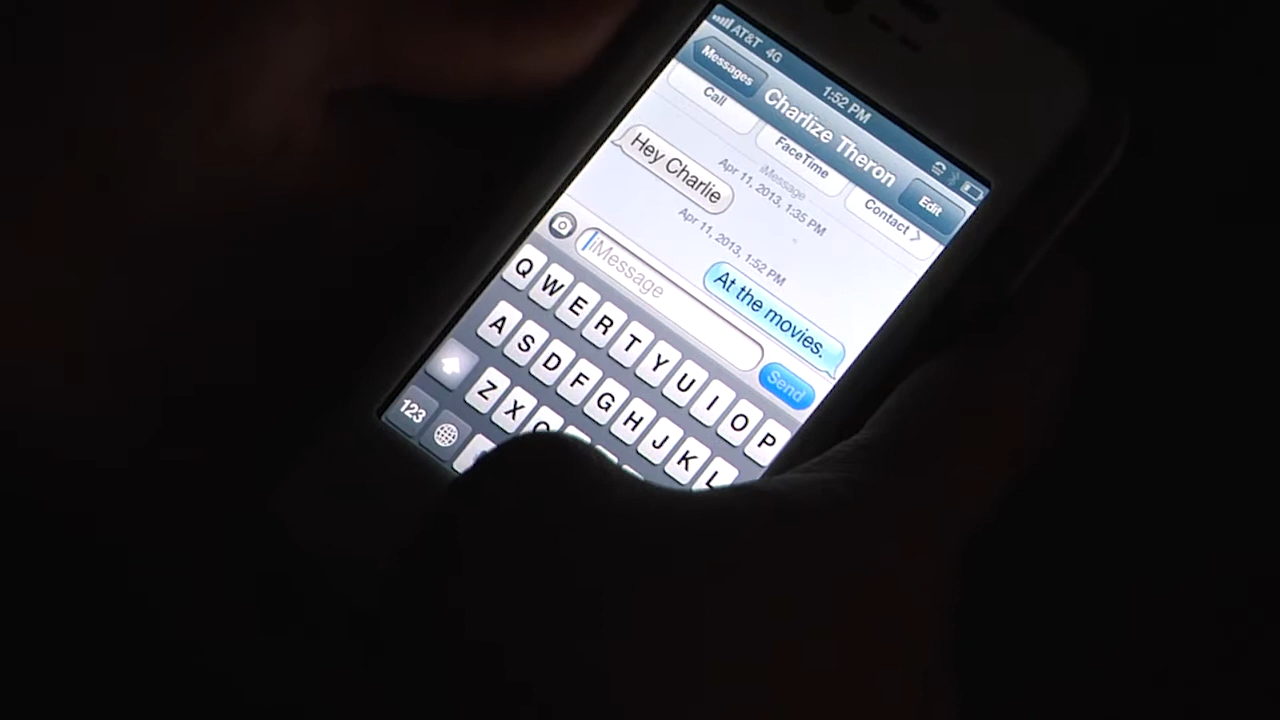 AT&T 4G 1:52 PM
Messages Charlize Theron Edit
Call FaceTime Contact
iMessage
Apr 11, 2013, 1:35 PM
Hey Charlie
Apr 11, 2013, 1:52 PM
At the movies.
iMessage Send
Q W E R T Y U I O P
A S D F G H J K L
Z X
123